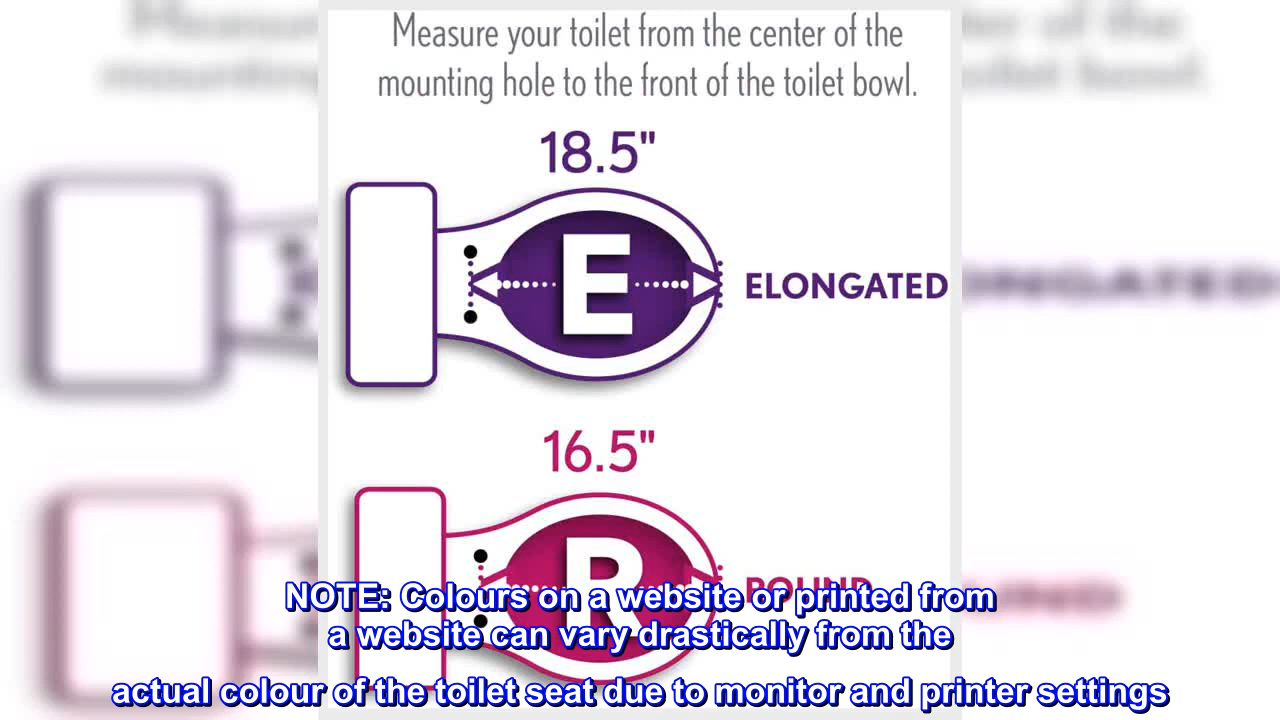 Measure your toilet from the center of the
mounting hole to the front of the toilet bowl.
18.5"
E
ELONGATED
16.5"
R
ROUND
NOTE: Colours on a website or printed from
a website can vary drastically from the
actual colour of the toilet seat due to monitor and printer settings